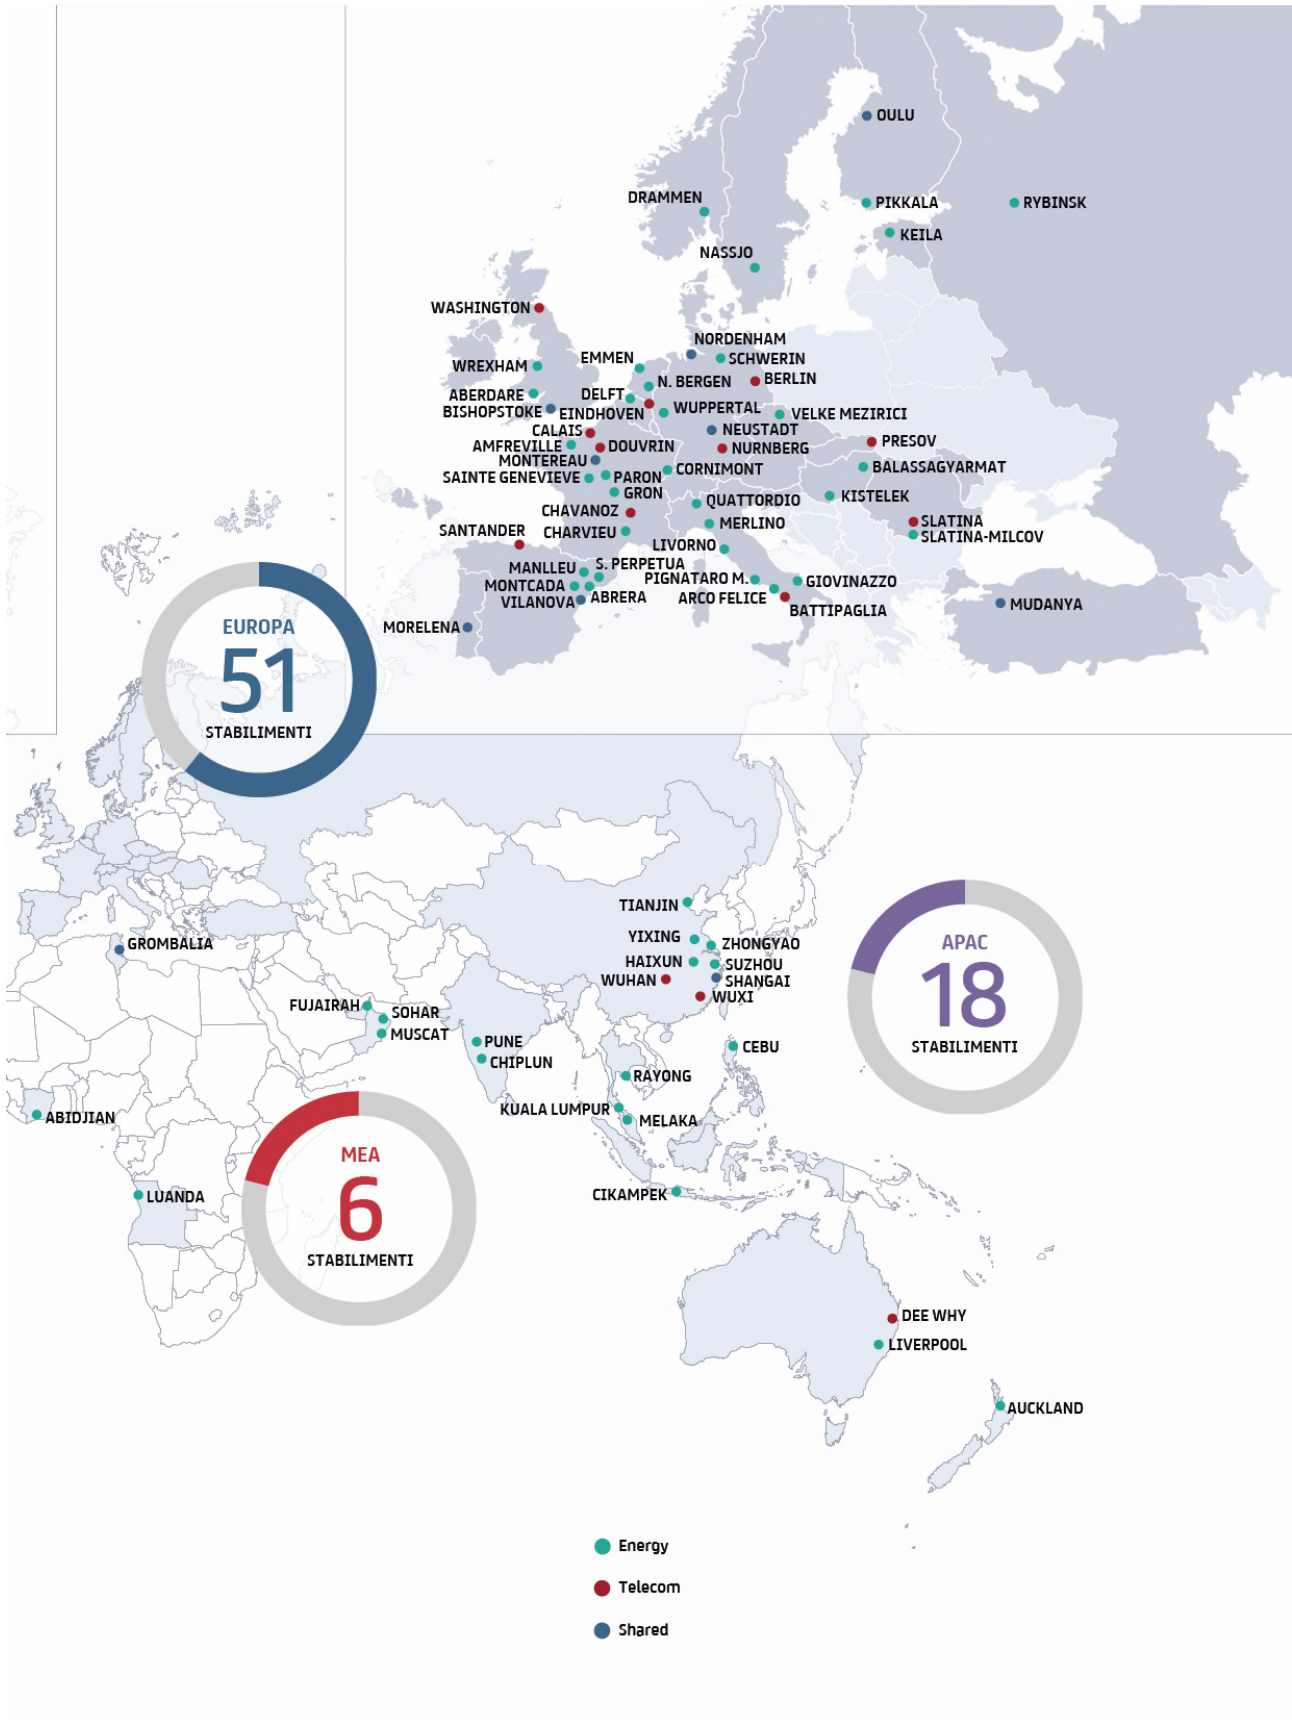 OULU
DRAMMEN
PIKKALA
RYBINSK
KEILA
NASSJO
WASHINGTON
NORDENHAM
EMMEN
SCHWERIN
WREXHAM
N. BERGEN
BERLIN
ABERDARE
DELFT
BISHOPSTOKE
EINDHOVEN
WUPPERTAL
VELKE MEZIRICI
CALAIS
NEUSTADT
AMFREVILLE
DOUVRIN
NURNBERG
PRESOV
MONTEREAU
CORNIMONT
BALASSAGYARMAT
SAINTE GENEVIEVE
PARON
GRON
QUATTORDIO
KISTELEK
CHAVANOZ
MERLINO
SLATINA
SANTANDER
CHARVIEU
SLATINA-MILCOV
LIVORNO
MANLLEU
S. PERPETUA
MONTCADA
PIGNATARO M.
GIOVINAZZO
VILANOVA
ABRERA
ARCO FELICE
BATTIPAGLIA
MUDANYA
MORELENA
EUROPA
51
STABILIMENTI
TIANJIN
YIXING
ZHONGYAO
GROMBALIA
HAIXUN
SUZHOU
WUHAN
SHANGAI
WUXI
APAC
18
STABILIMENTI
FUJAIRAH
SOHAR
MUSCAT
PUNE
CHIPLUN
CEBU
RAYONG
KUALA LUMPUR
MELAKA
ABIDJIAN
MEA
6
STABILIMENTI
LUANDA
CIKAMPEK
DEE WHY
LIVERPOOL
AUCKLAND
Energy
Telecom
Shared